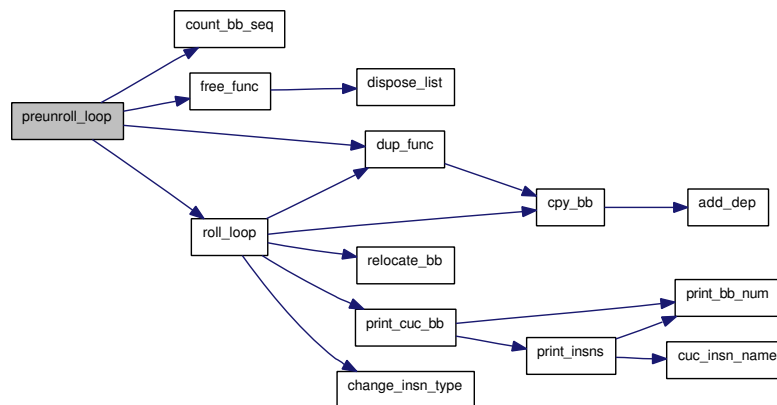 count_bb_seq
free_func
dispose_list
preunroll_loop
dup_func
cpy_bb
add_dep
roll_loop
relocate_bb
print_bb_num
print_cuc_bb
print_insns
cuc_insn_name
change_insn_type